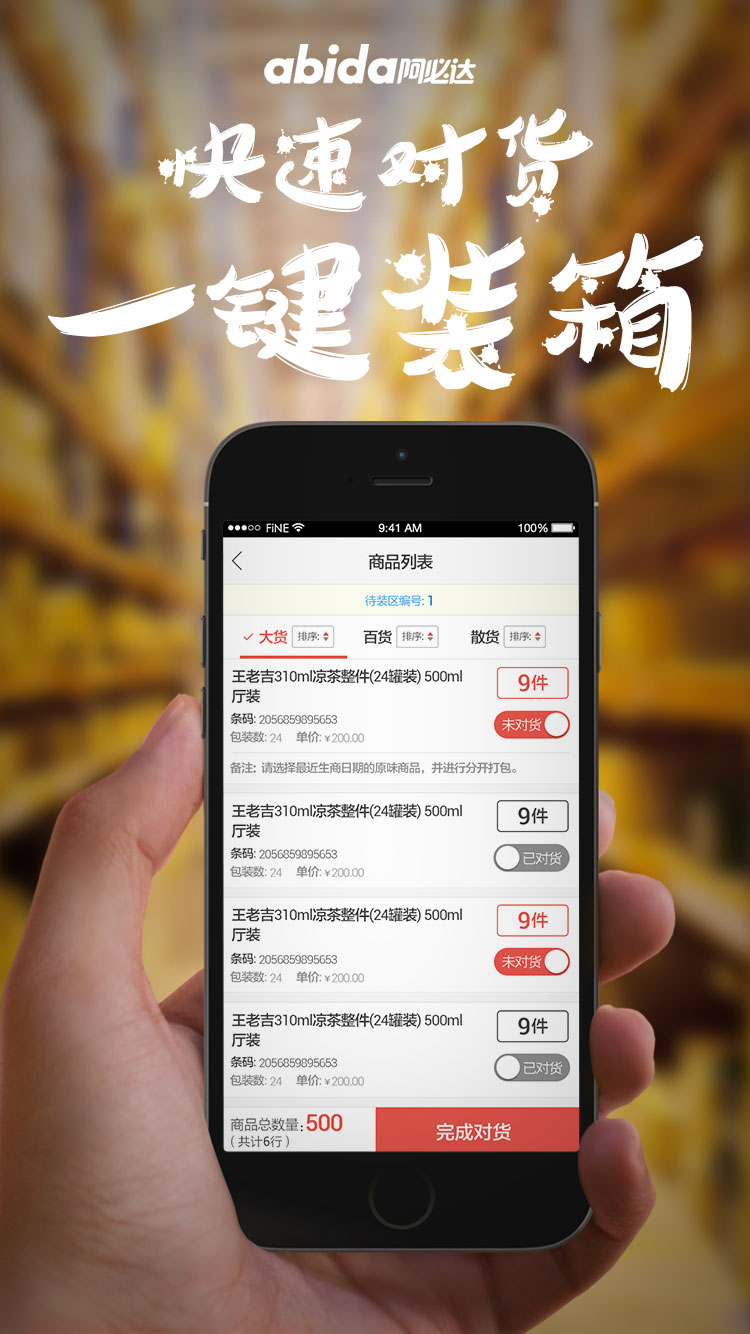 abida阿必达
快速对货
一键装箱
FiNE 9:41 AM 100%
商品列表
待装区编号: 1
大货 排序: 百货 排序: 散货 排序:
王老吉310ml凉茶整件(24罐装) 500ml
厅装
9件
条码: 2056859895653
未对货
包装数: 24 单价: ¥200.00
备注: 请选择最近生商日期的原味商品，并进行分开打包。
王老吉310ml凉茶整件(24罐装) 500ml
厅装
9件
条码: 2056859895653
已对货
包装数: 24 单价: ¥200.00
王老吉310ml凉茶整件(24罐装) 500ml
厅装
9件
条码: 2056859895653
未对货
包装数: 24 单价: ¥200.00
王老吉310ml凉茶整件(24罐装) 500ml
厅装
9件
条码: 2056859895653
已对货
包装数: 24 单价: ¥200.00
商品总数量: 500
（共计6行）
完成对货